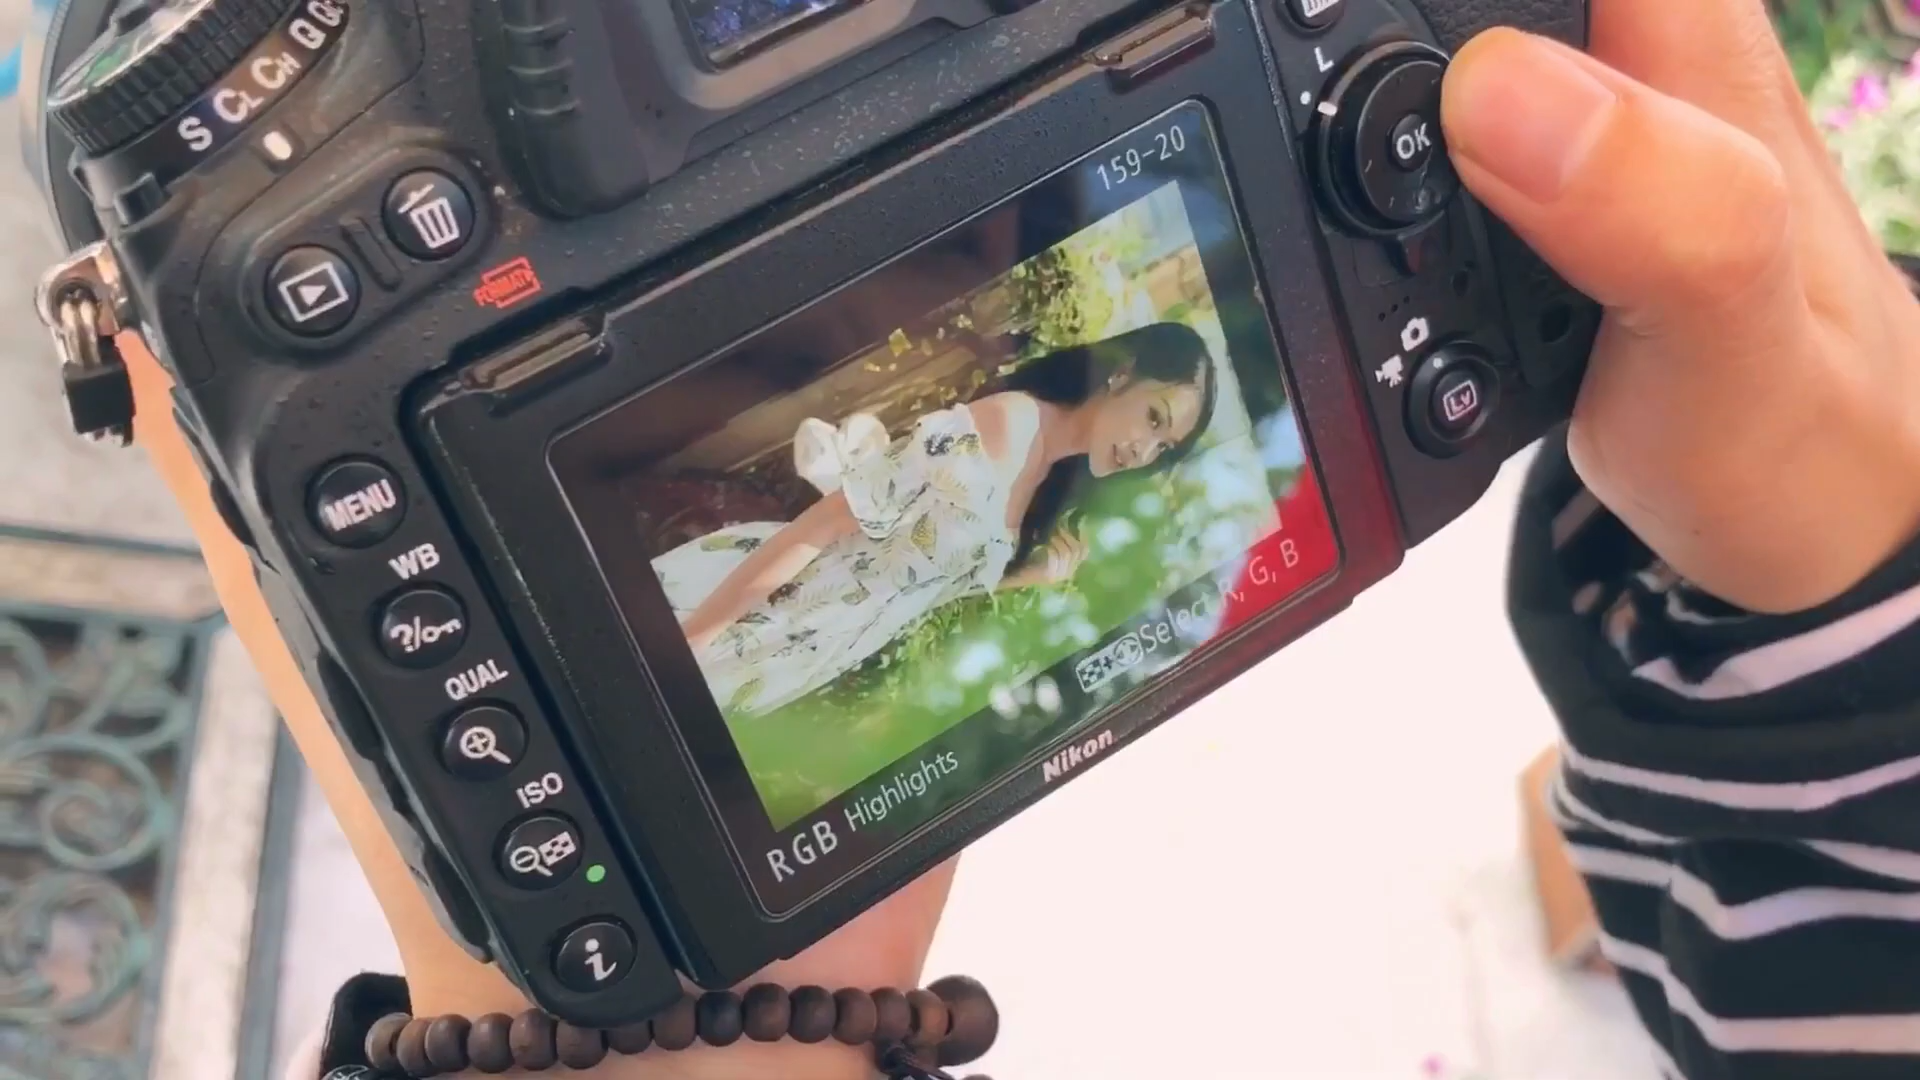 S CL CH Q
L
OK
159-20
FORMAT
Lv
MENU
WB
?
QUAL
ISO
i
Select R, G, B
RGB Highlights
Nikon